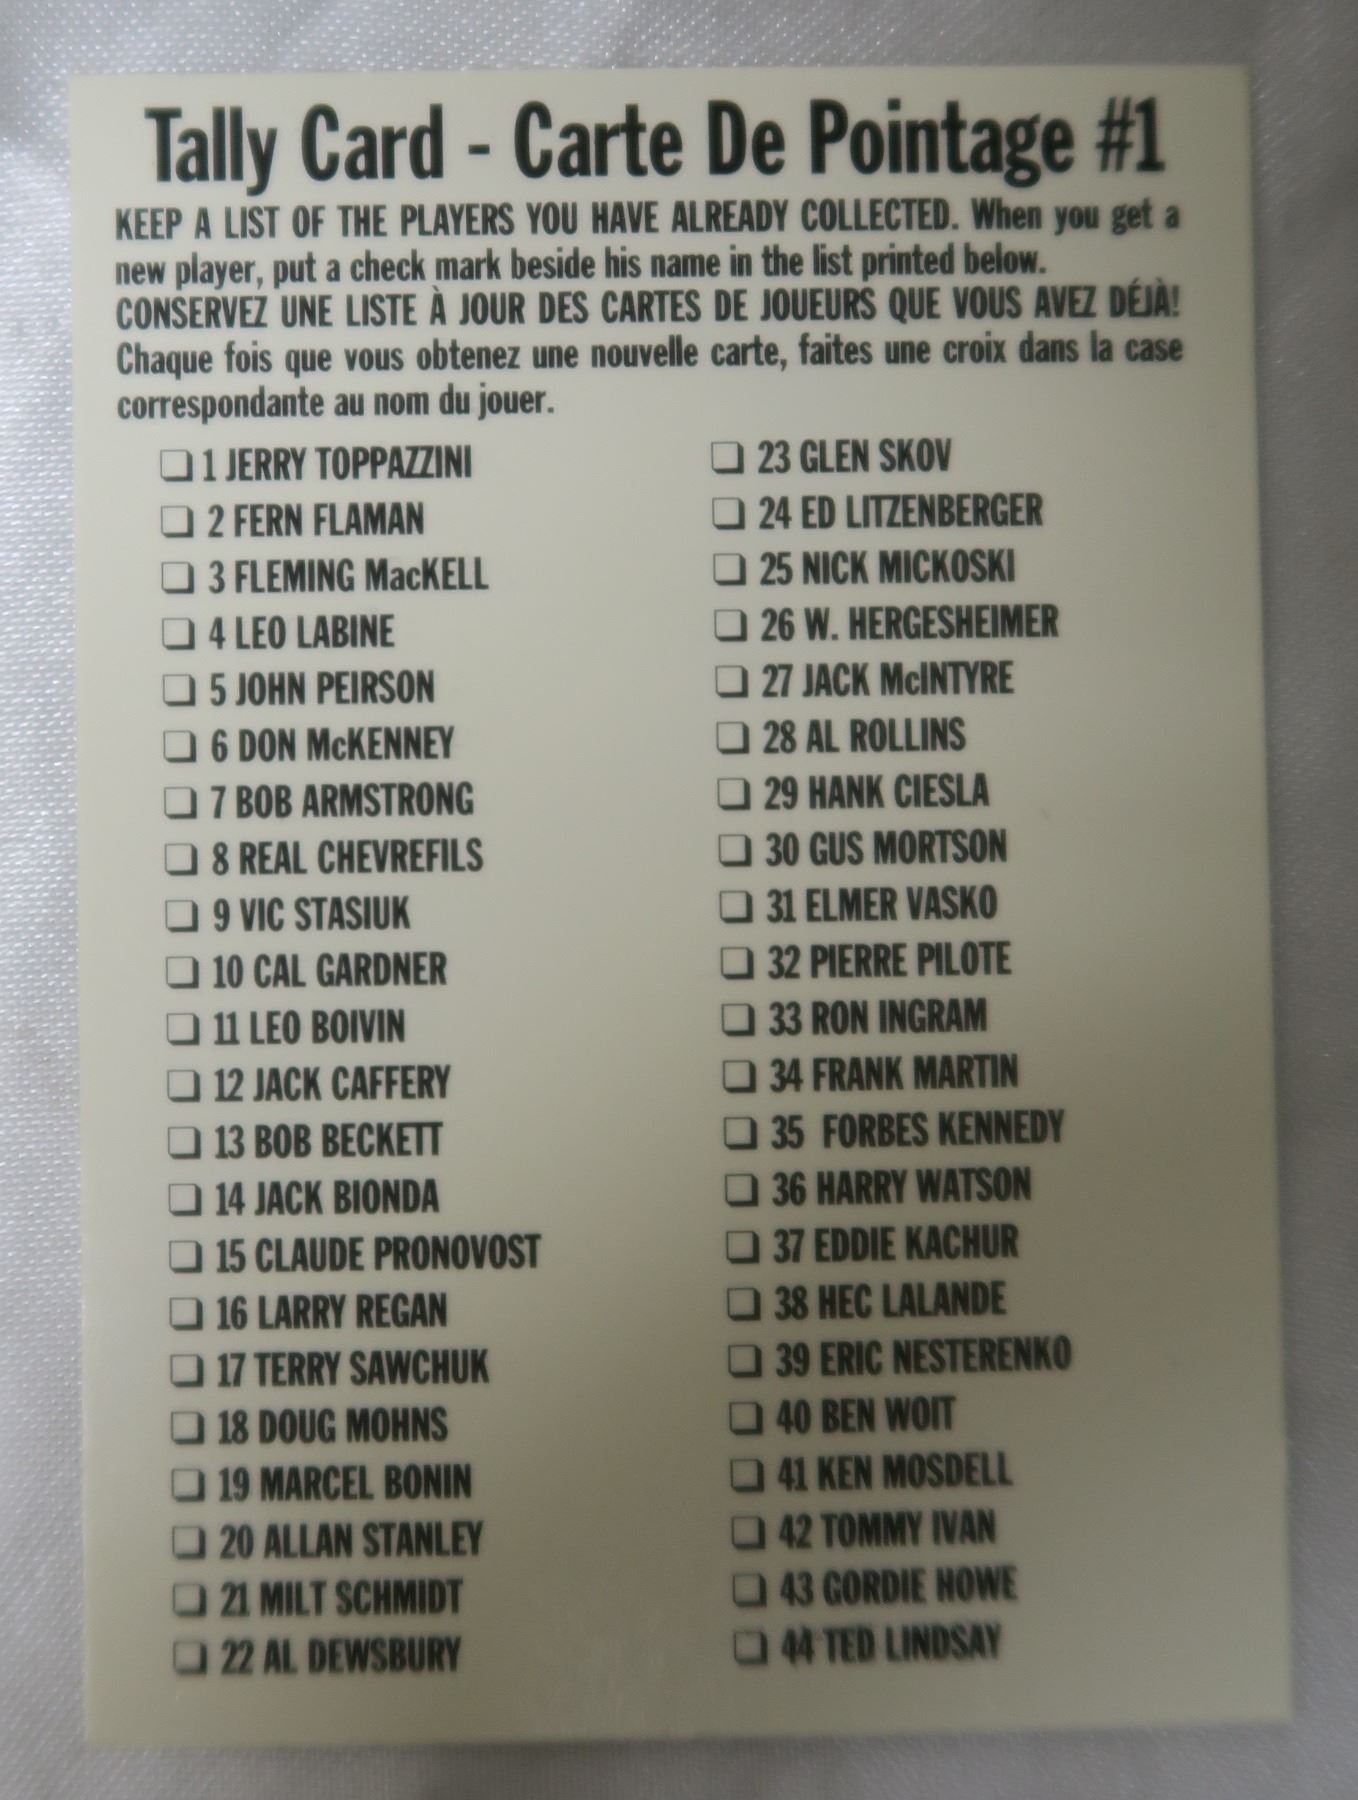 Tally Card - Carte De Pointage #1
KEEP A LIST OF THE PLAYERS YOU HAVE ALREADY COLLECTED. When you get a
new player, put a check mark beside his name in the list printed below.
CONSERVEZ UNE LISTE À JOUR DES CARTES DE JOUEURS QUE VOUS AVEZ DÉJÀ!
Chaque fois que vous obtenez une nouvelle carte, faites une croix dans la case
correspondante au nom du jouer.
1 JERRY TOPPAZZINI
2 FERN FLAMAN
3 FLEMING MacKELL
4 LEO LABINE
5 JOHN PEIRSON
6 DON McKENNEY
7 BOB ARMSTRONG
8 REAL CHEVREFILS
9 VIC STASIUK
10 CAL GARDNER
11 LEO BOIVIN
12 JACK CAFFERY
13 BOB BECKETT
14 JACK BIONDA
15 CLAUDE PRONOVOST
16 LARRY REGAN
17 TERRY SAWCHUK
18 DOUG MOHNS
19 MARCEL BONIN
20 ALLAN STANLEY
21 MILT SCHMIDT
22 AL DEWSBURY
23 GLEN SKOV
24 ED LITZENBERGER
25 NICK MICKOSKI
26 W. HERGESHEIMER
27 JACK McINTYRE
28 AL ROLLINS
29 HANK CIESLA
30 GUS MORTSON
31 ELMER VASKO
32 PIERRE PILOTE
33 RON INGRAM
34 FRANK MARTIN
35 FORBES KENNEDY
36 HARRY WATSON
37 EDDIE KACHUR
38 HEC LALANDE
39 ERIC NESTERENKO
40 BEN WOIT
41 KEN MOSDELL
42 TOMMY IVAN
43 GORDIE HOWE
44 TED LINDSAY